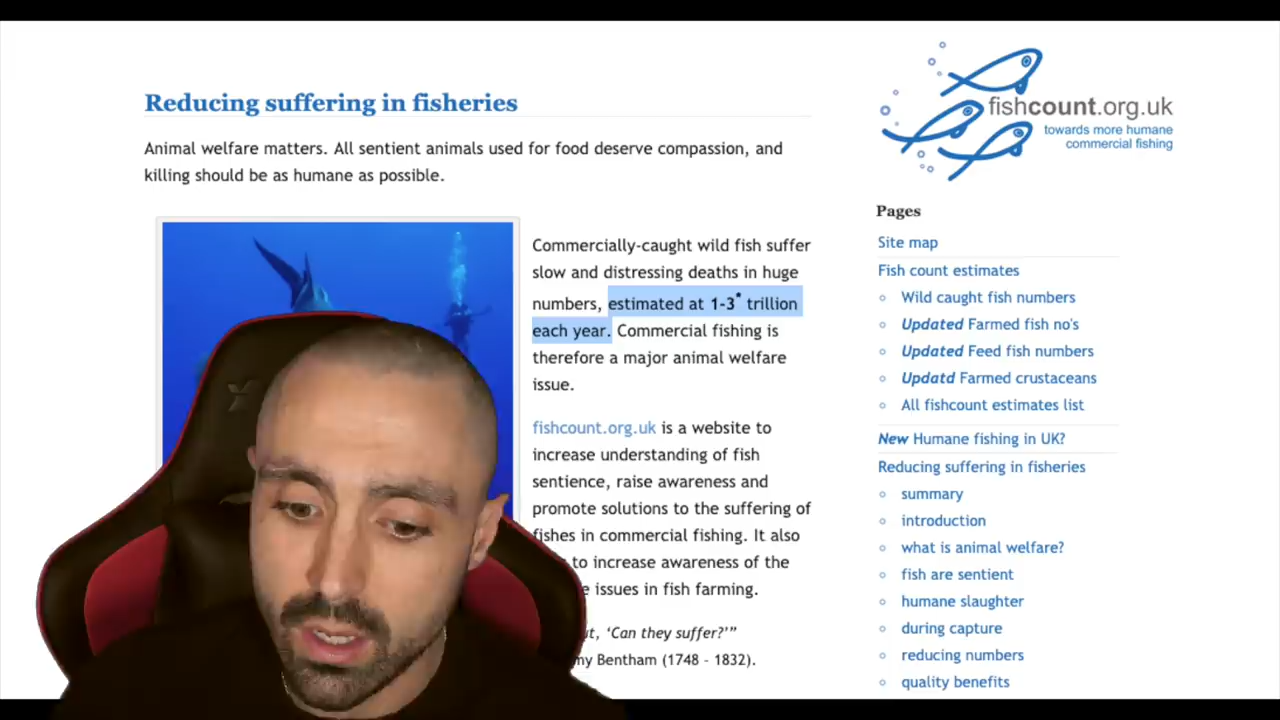 Reducing suffering in fisheries
Animal welfare matters. All sentient animals used for food deserve compassion, and
killing should be as humane as possible.
Commercially-caught wild fish suffer
slow and distressing deaths in huge
numbers, estimated at 1-3* trillion
each year. Commercial fishing is
therefore a major animal welfare
issue.
fishcount.org.uk is a website to
increase understanding of fish
sentience, raise awareness and
promote solutions to the suffering of
fishes in commercial fishing. It also
to increase awareness of the
issues in fish farming.
‘Can they suffer?’”
Bentham (1748 - 1832).
fishcount.org.uk
towards more humane
commercial fishing
Pages
Site map
Fish count estimates
Wild caught fish numbers
Updated Farmed fish no's
Updated Feed fish numbers
Updatd Farmed crustaceans
All fishcount estimates list
New Humane fishing in UK?
Reducing suffering in fisheries
summary
introduction
what is animal welfare?
fish are sentient
humane slaughter
during capture
reducing numbers
quality benefits